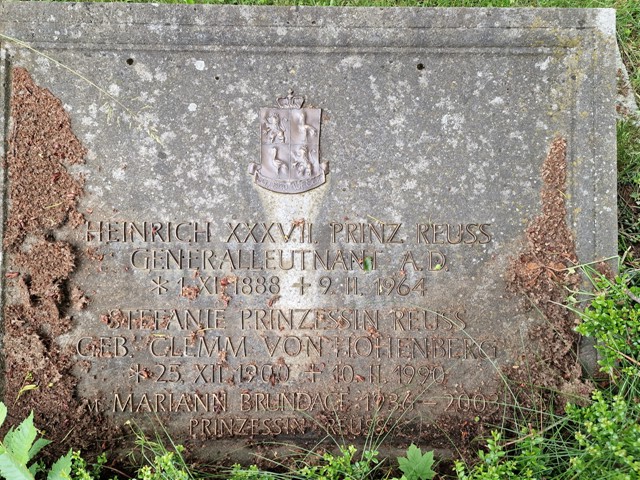 HEINRICH XXXVII. PRINZ REUSS
GENERALLEUTNANT A.D.
* 1. XI. 1888 + 9. II. 1964
STEFANIE PRINZESSIN REUSS
GEB. CLEMM VON HOHENBERG
* 25. XII. 1900 + 10. II. 1990
MARIANN BRUNDAGE 1936 – 2003
PRINZESSIN REUSS